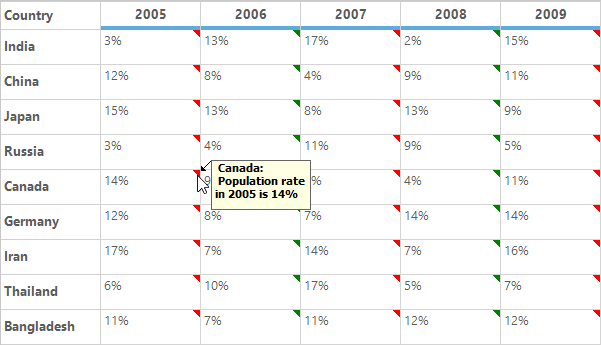 Country 2005 2006 2007 2008 2009
India 3% 13% 17% 2% 15%
China 12% 8% 4% 9% 11%
Japan 15% 13% 8% 13% 9%
Russia 3% 4% 11% 9% 5%
Canada 14% % 4% 11%
Canada:
Population rate
in 2005 is 14%
Germany 12% 8% 7% 14% 14%
Iran 17% 7% 14% 7% 16%
Thailand 6% 10% 17% 5% 7%
Bangladesh 11% 7% 11% 12% 12%